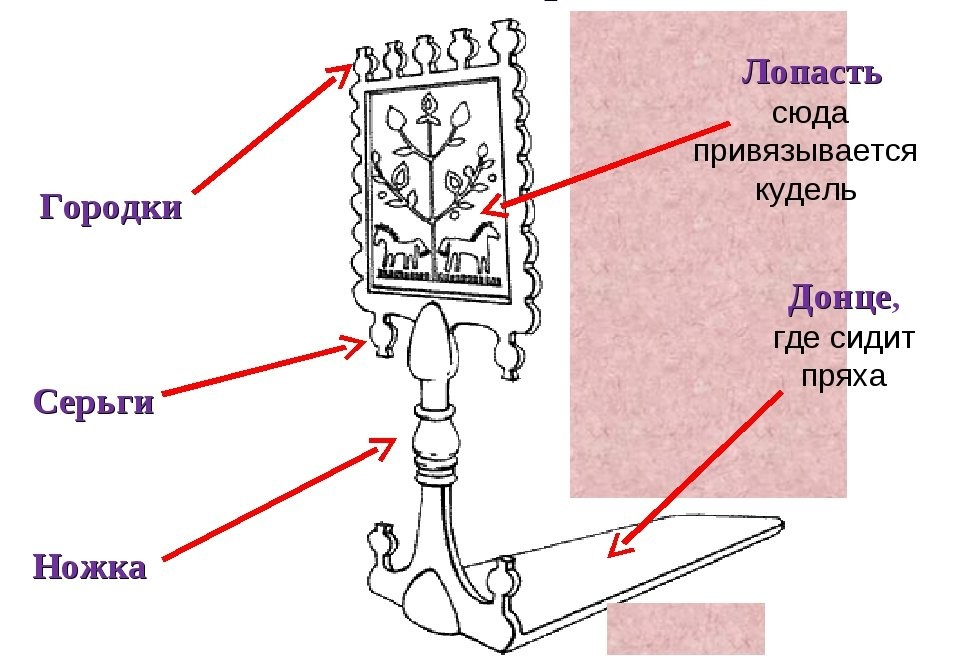 Лопасть
сюда
привязывается
кудель
Городки
Донце,
где сидит
пряха
Серьги
Ножка